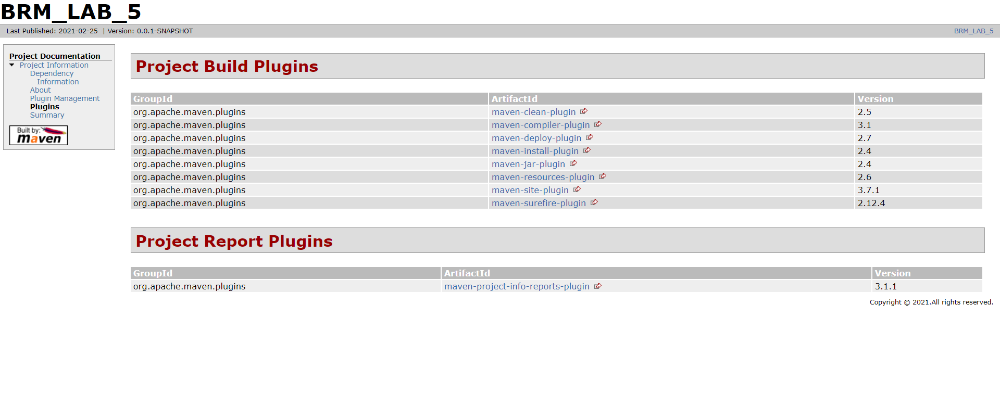 BRM_LAB_5
Last Published: 2021-02-25 | Version: 0.0.1-SNAPSHOT BRM_LAB_5
Project Documentation
Project Information
Dependency
Information
About
Plugin Management
Plugins
Summary
Built by:
maven
Project Build Plugins
GroupId ArtifactId Version
org.apache.maven.plugins maven-clean-plugin 2.5
org.apache.maven.plugins maven-compiler-plugin 3.1
org.apache.maven.plugins maven-deploy-plugin 2.7
org.apache.maven.plugins maven-install-plugin 2.4
org.apache.maven.plugins maven-jar-plugin 2.4
org.apache.maven.plugins maven-resources-plugin 2.6
org.apache.maven.plugins maven-site-plugin 3.7.1
org.apache.maven.plugins maven-surefire-plugin 2.12.4
Project Report Plugins
GroupId ArtifactId Version
org.apache.maven.plugins maven-project-info-reports-plugin 3.1.1
Copyright © 2021.All rights reserved.